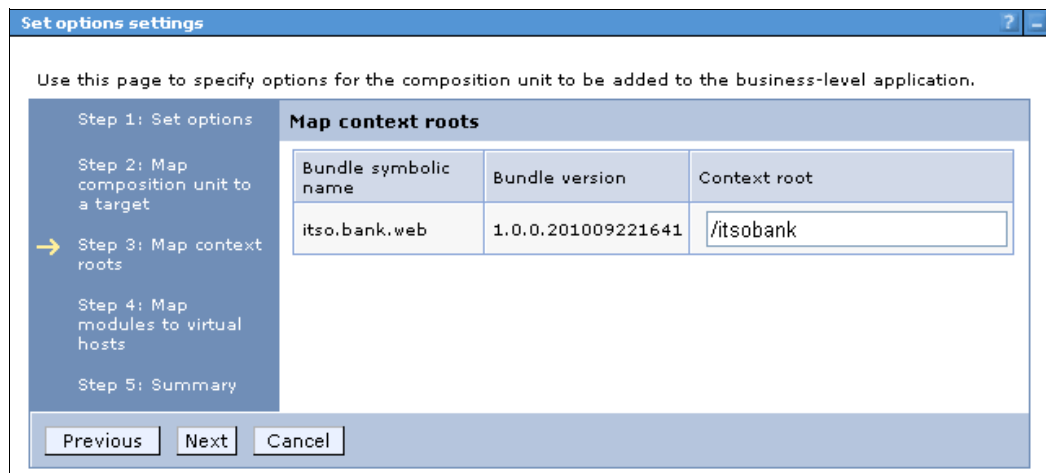 Set options settings ? –
Use this page to specify options for the composition unit to be added to the business-level application.
Step 1: Set options
Step 2: Map
composition unit to
a target
Step 3: Map context
roots
Step 4: Map
modules to virtual
hosts
Step 5: Summary
Map context roots
Bundle symbolic
name
Bundle version
Context root
itso.bank.web
1.0.0.201009221641
/itsobank
Previous
Next
Cancel